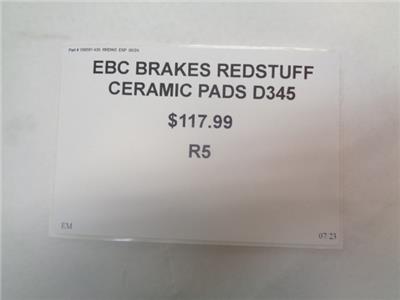 EBC BRAKES REDSTUFF
CERAMIC PADS D345
$117.99
R5
EM
07-23